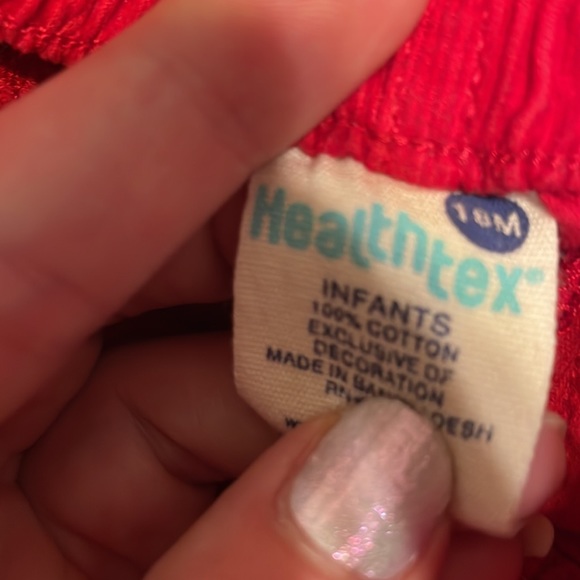 Healthtex®
18M
INFANTS
100% COTTON
EXCLUSIVE OF
DECORATION
MADE IN BANGLADESH